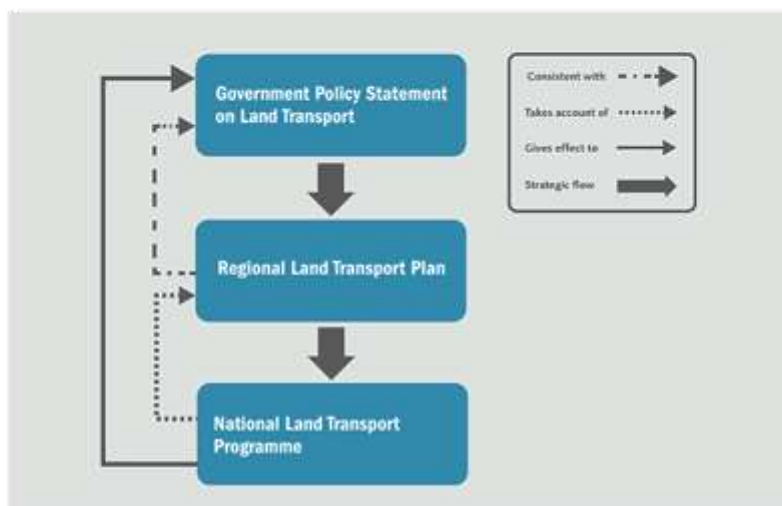 Government Policy Statement
on Land Transport
Consistent with
Takes account of
Gives effect to
Strategic flow
Regional Land Transport Plan
National Land Transport
Programme